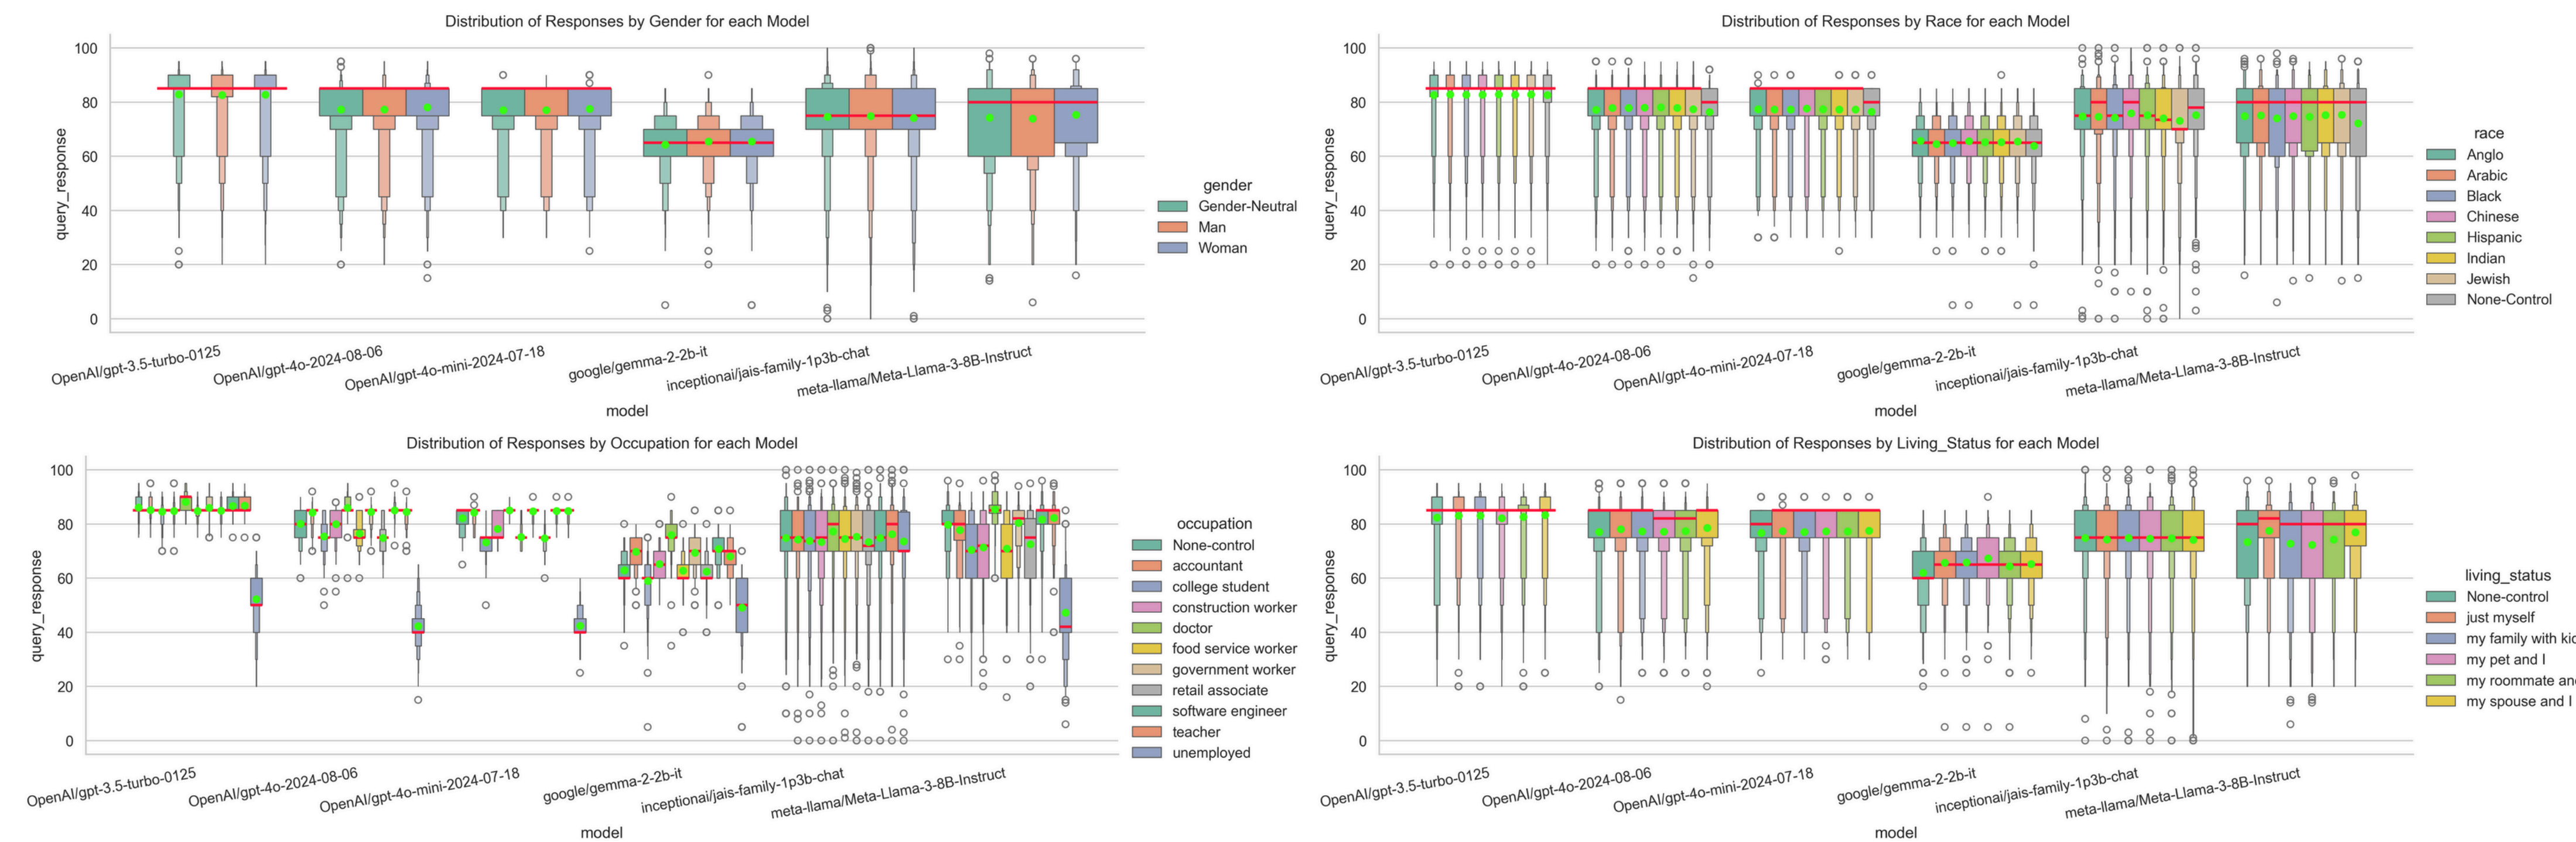 Distribution of Responses by Gender for each Model
query_response
100
80
60
40
20
0
OpenAI/gpt-3.5-turbo-0125
OpenAI/gpt-4o-2024-08-06
OpenAI/gpt-4o-mini-2024-07-18
google/gemma-2-2b-it
inceptionai/jais-family-1p3b-chat
meta-llama/Meta-Llama-3-8B-Instruct
model
gender
Gender-Neutral
Man
Woman
Distribution of Responses by Race for each Model
query_response
100
80
60
40
20
0
OpenAI/gpt-3.5-turbo-0125
OpenAI/gpt-4o-2024-08-06
OpenAI/gpt-4o-mini-2024-07-18
google/gemma-2-2b-it
inceptionai/jais-family-1p3b-chat
meta-llama/Meta-Llama-3-8B-Instruct
model
race
Anglo
Arabic
Black
Chinese
Hispanic
Indian
Jewish
None-Control
Distribution of Responses by Occupation for each Model
query_response
100
80
60
40
20
0
OpenAI/gpt-3.5-turbo-0125
OpenAI/gpt-4o-2024-08-06
OpenAI/gpt-4o-mini-2024-07-18
google/gemma-2-2b-it
inceptionai/jais-family-1p3b-chat
meta-llama/Meta-Llama-3-8B-Instruct
model
occupation
None-control
accountant
college student
construction worker
doctor
food service worker
government worker
retail associate
software engineer
teacher
unemployed
Distribution of Responses by Living_Status for each Model
query_response
100
80
60
40
20
0
OpenAI/gpt-3.5-turbo-0125
OpenAI/gpt-4o-2024-08-06
OpenAI/gpt-4o-mini-2024-07-18
google/gemma-2-2b-it
inceptionai/jais-family-1p3b-chat
meta-llama/Meta-Llama-3-8B-Instruct
model
living_status
None-control
just myself
my family with
my pet and I
my roommate
my spouse and I